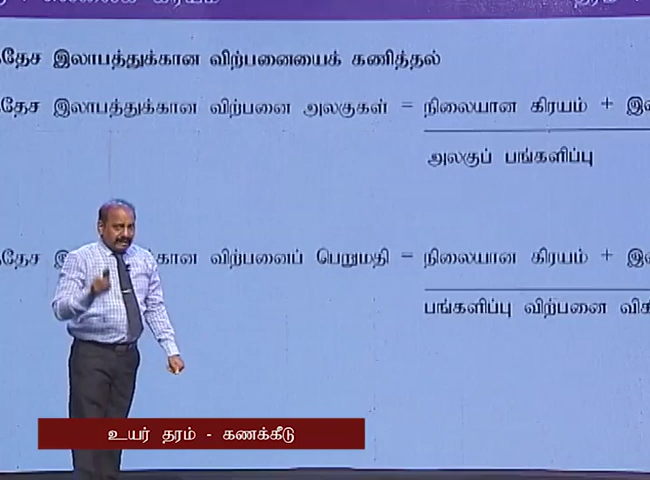 இலாபத்துக்கான விற்பனையைக் கணித்தல்
இலாபத்துக்கான விற்பனை அலகுகள் = நிலையான கிரயம் +
அலகுப் பங்களிப்பு
விற்பனைப் பெறுமதி = நிலையான கிரயம் +
பங்களிப்பு விற்பனை
உயர் தரம் - கணக்கீடு